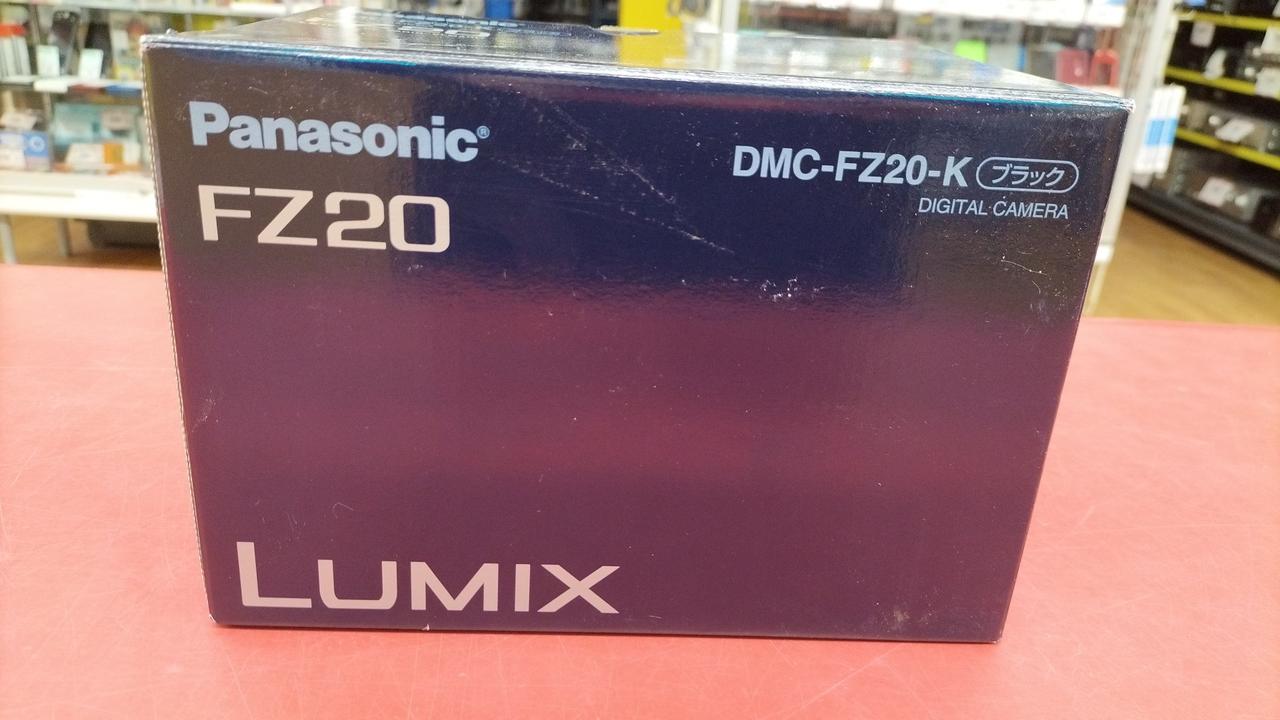 Panasonic®
FZ20
DMC-FZ20-K ブラック
DIGITAL CAMERA
LUMIX